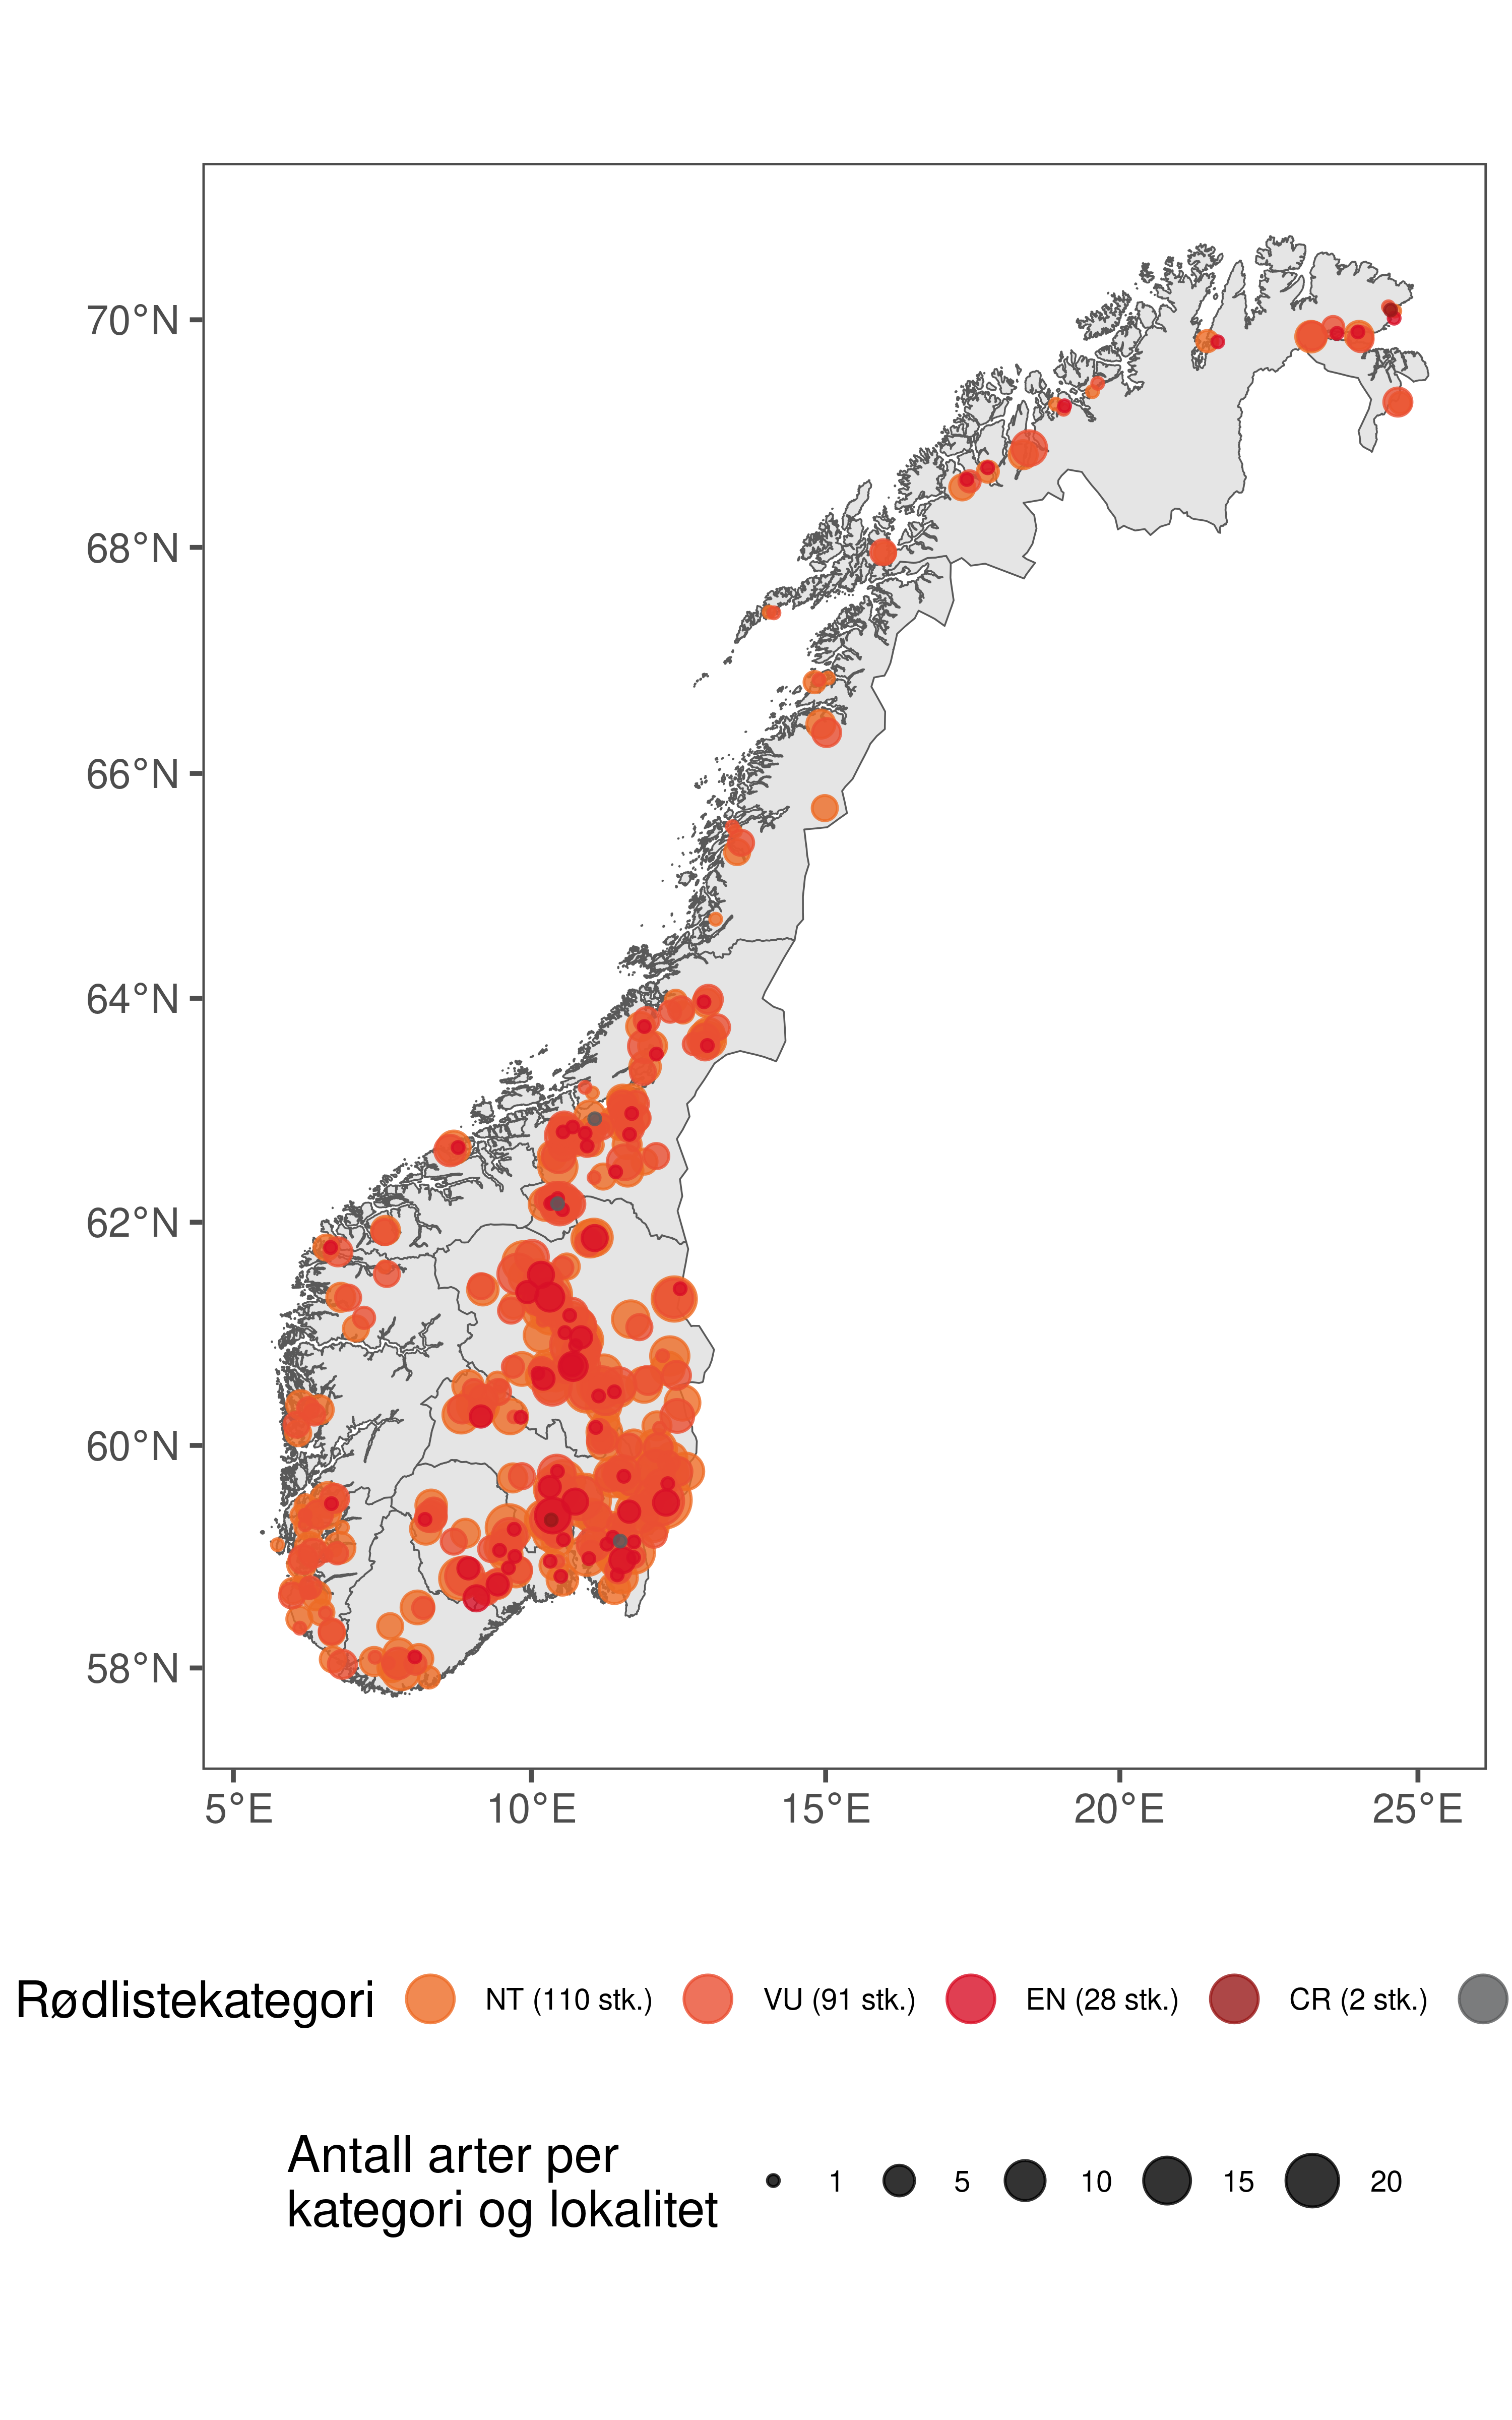 70°N
68°N
66°N
64°N
62°N
60°N
58°N
5°E 10°E 15°E 20°E 25°E
Rødlistekategori NT (110 stk.) VU (91 stk.) EN (28 stk.) CR (2 stk.)
Antall arter per
kategori og lokalitet 1 5 10 15 20